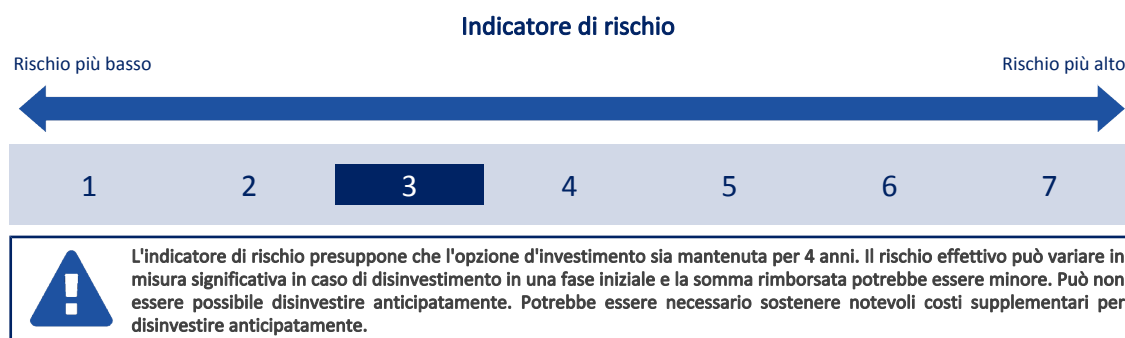 Indicatore di rischio
Rischio più basso
Rischio più alto
1 2 3 4 5 6 7
L'indicatore di rischio presuppone che l'opzione d'investimento sia mantenuta per 4 anni. Il rischio effettivo può variare in
misura significativa in caso di disinvestimento in una fase iniziale e la somma rimborsata potrebbe essere minore. Può non
essere possibile disinvestire anticipatamente. Potrebbe essere necessario sostenere notevoli costi supplementari per
disinvestire anticipatamente.